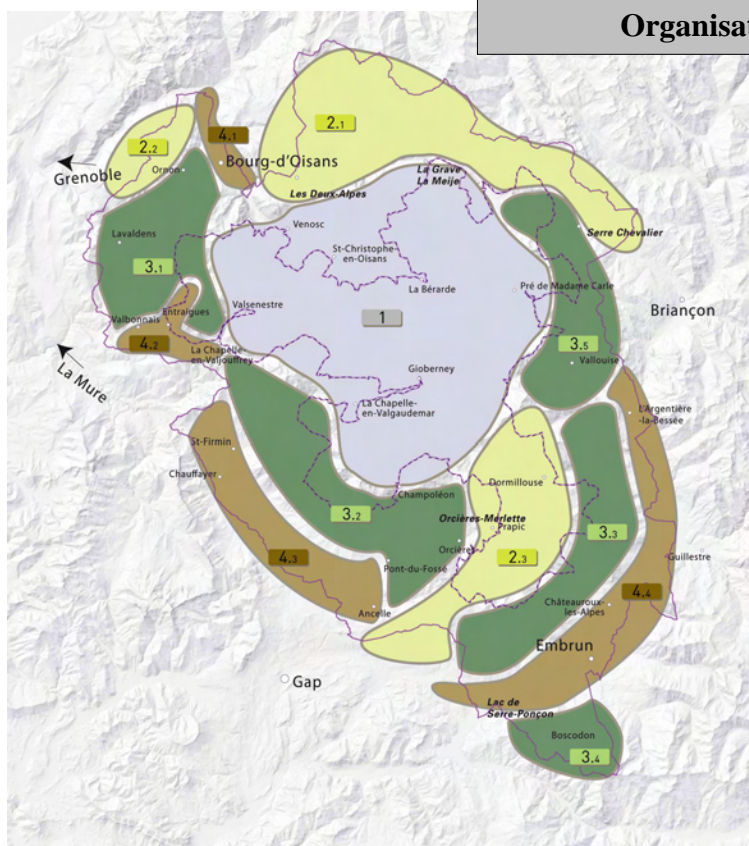 Organisat
2.1
4.1
2.2
Bourg-d'Oisans
La Grave
La Meije
Grenoble
Ornon
Les Deux-Alpes
Venosc
Lavaldens
Serre Chevalier
St-Christophe
en-Oisans
3.1
La Bérarde
Pré de Madame Carle
Valsenestre
Entraigues
Valbonnais
1
Briançon
4.2
La Chapelle-
en-Valjouffrey
3.5
Vallouise
La Mure
Gioberney
La Chapelle-
en-Valgaudemar
L'Argentière
-la-Bessée
St-Firmin
Chauffayer
Dormillouse
Champoléon
3.2
Orcières-Merlette
Prapic
3.3
Orcières
4.3
2.3
Guillestre
Pont-du-Fossé
4.4
Châteauroux-
les-Alpes
Ancelle
Embrun
Gap
Lac de
Serre-Ponçon
Boscodon
3.4